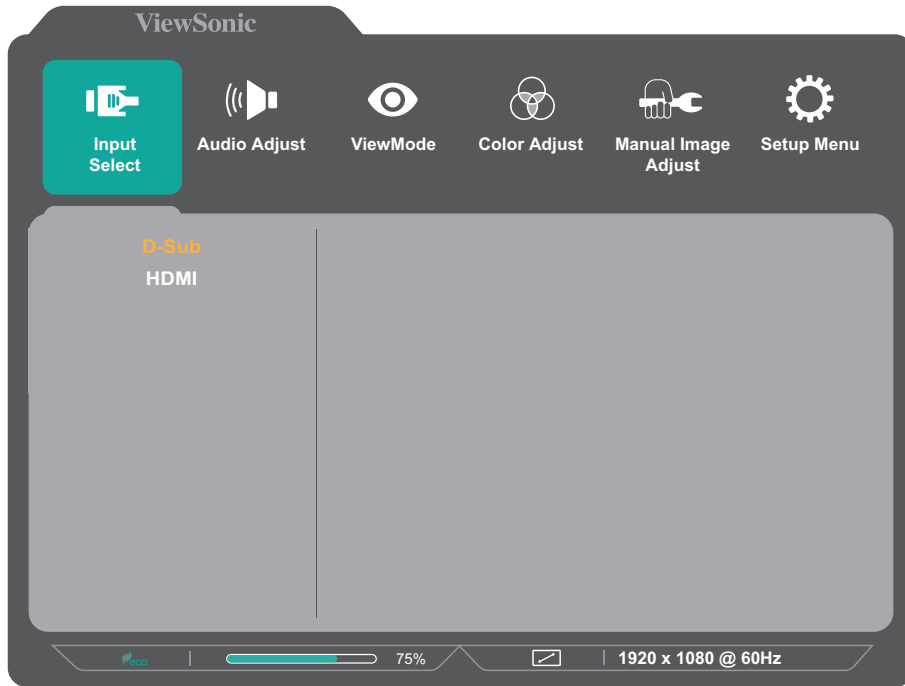 ViewSonic
Input
Select
Audio Adjust
ViewMode
Color Adjust
Manual Image
Adjust
Setup Menu
D-Sub
HDMI
eco
75%
1920 x 1080 @ 60Hz